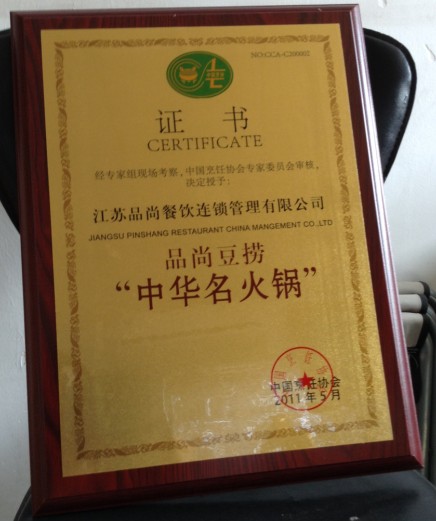 NO:CCA-C200802
证 书
CERTIFICATE
经专家组现场考察,中国烹饪协会专家委员会审核,
决定授予:
江苏品尚餐饮连锁管理有限公司
JIANGSU PINSHANG RESTAURANT CHINA MANGEMENT CO.,LTD
品尚豆捞
“中华名火锅”
中国烹饪协会
2011年5月